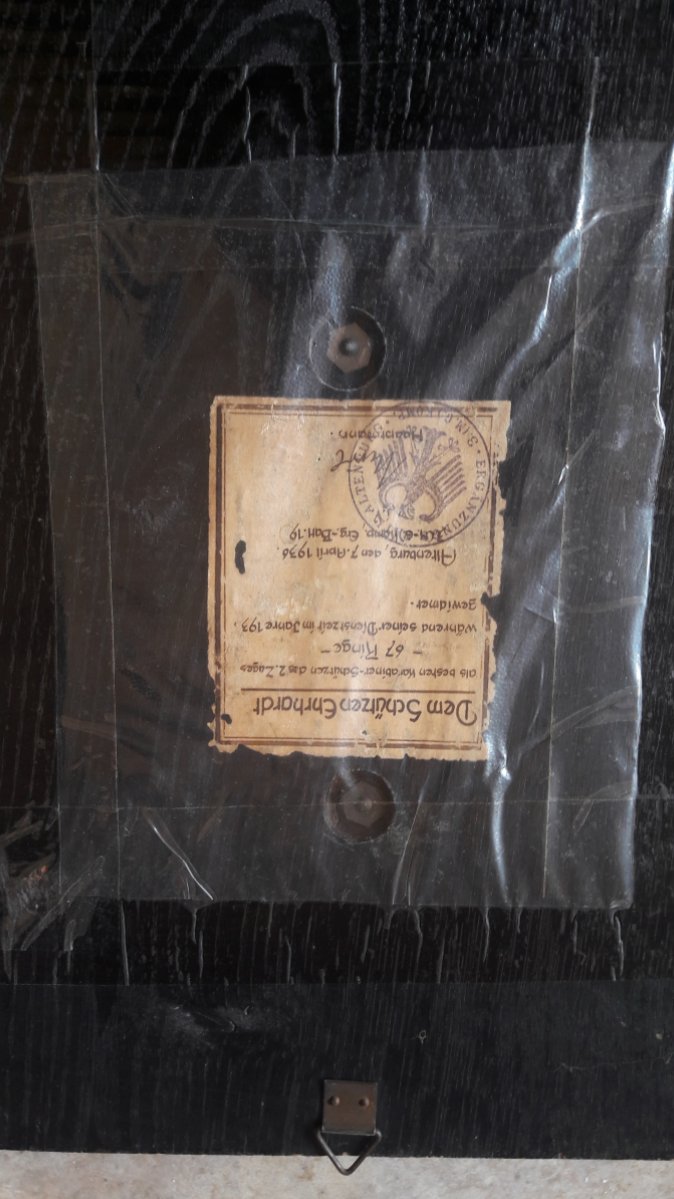 Dem Schützen Ehrhardt
als besten Karabiner-Schützen des 2. Zuges
- 67 Ringe -
während seiner Dienstzeit im Jahre 193
gewidmet.
Altenburg, den 7. April 1936.
Komp. Erg.-Batl. 19
Hauptmann.